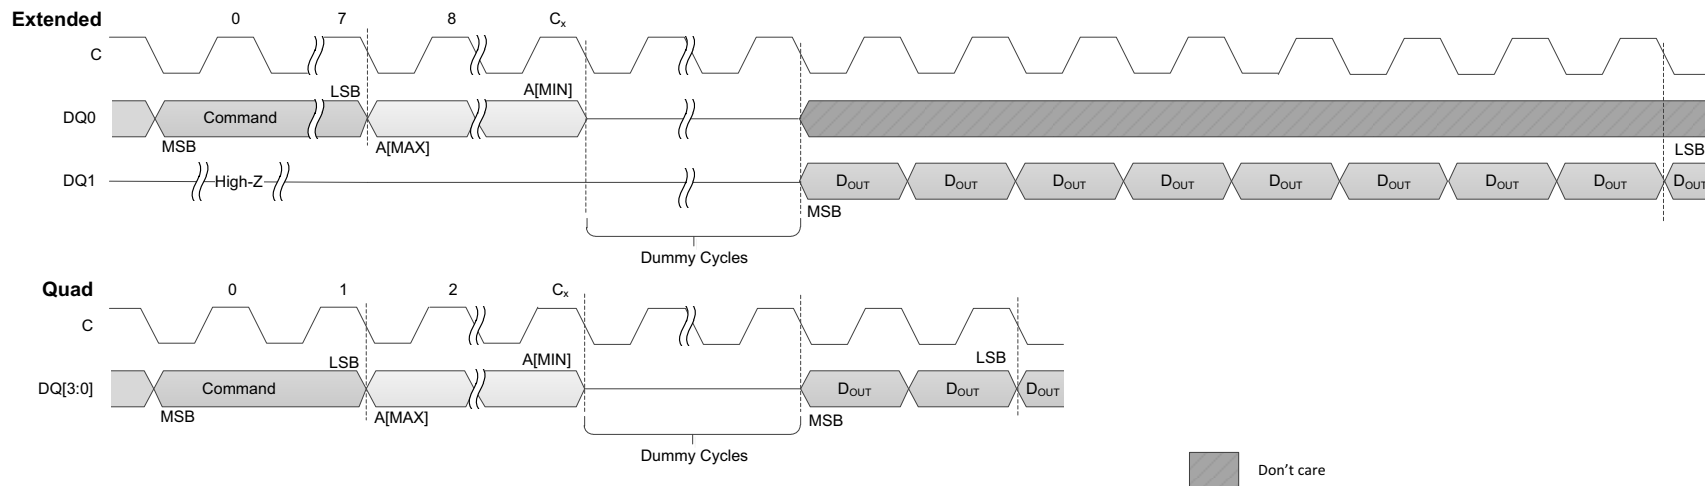 Extended 0 7 8 Cx
C
LSB A[MIN]
DQ0 Command
MSB A[MAX] LSB
DQ1 High-Z DOUT DOUT DOUT DOUT DOUT DOUT DOUT DOUT DOUT
MSB
Dummy Cycles
Quad 0 1 2 Cx
C
LSB A[MIN] LSB
DQ[3:0] Command DOUT DOUT DOUT
MSB A[MAX] MSB
Dummy Cycles
Don't care